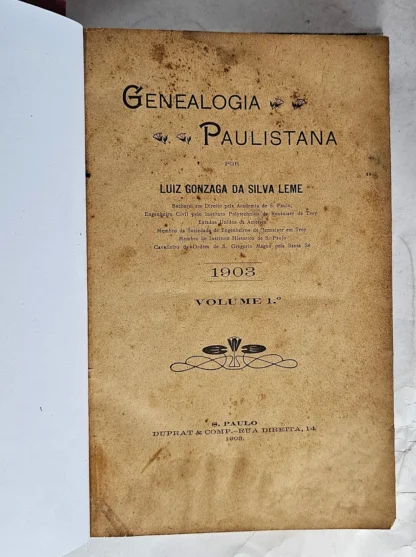 GENEALOGIA
PAULISTANA
POR
LUIZ GONZAGA DA SILVA LEME
Bacharel em Direito pela Academia de S. Paulo,
Engenheiro Civil pelo Instituto Polytechnico de Rensselaer de Troy
Estados Unidos da America,
Membro da Sociedade de Engenheiros de Rensselaer em Troy
Membro do Instituto Historico de S. Paulo
Cavalleiro da Ordem de S. Gregorio Magno pela Santa Sé
1903
VOLUME 1.º
S. PAULO
DUPRAT & COMP.—RUA DIREITA, 14
1903.